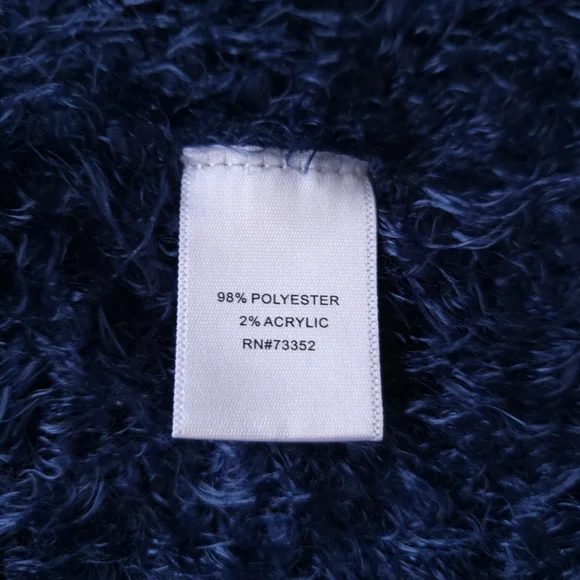 98% POLYESTER
2% ACRYLIC
RN#73352